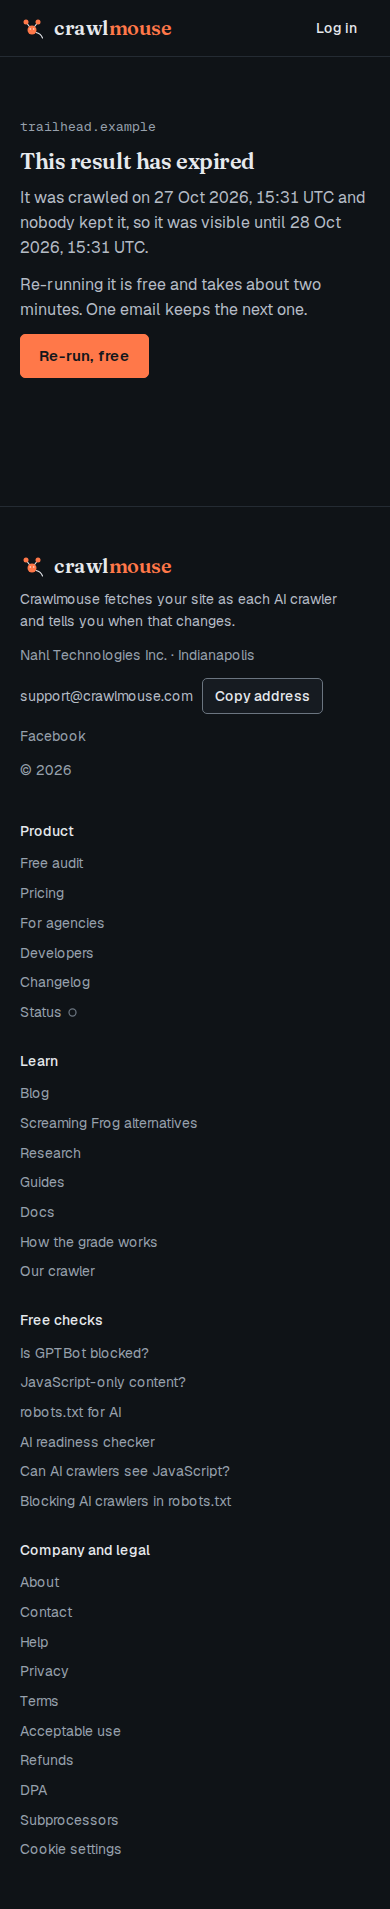 crawlmouse
Log in
trailhead.example
This result has expired
It was crawled on 27 Oct 2026, 15:31 UTC and
nobody kept it, so it was visible until 28 Oct
2026, 15:31 UTC.
Re-running it is free and takes about two
minutes. One email keeps the next one.
Re-run, free
crawlmouse
Crawlmouse fetches your site as each AI crawler
and tells you when that changes.
Nahl Technologies Inc. · Indianapolis
support@crawlmouse.com Copy address
Facebook
© 2026
Product
Free audit
Pricing
For agencies
Developers
Changelog
Status
Learn
Blog
Screaming Frog alternatives
Research
Guides
Docs
How the grade works
Our crawler
Free checks
Is GPTBot blocked?
JavaScript-only content?
robots.txt for AI
AI readiness checker
Can AI crawlers see JavaScript?
Blocking AI crawlers in robots.txt
Company and legal
About
Contact
Help
Privacy
Terms
Acceptable use
Refunds
DPA
Subprocessors
Cookie settings